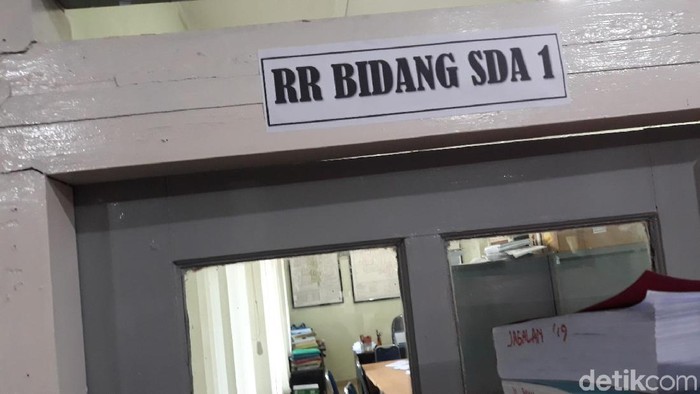 RR BIDANG SDA 1
JAGALAN '19
detikcom